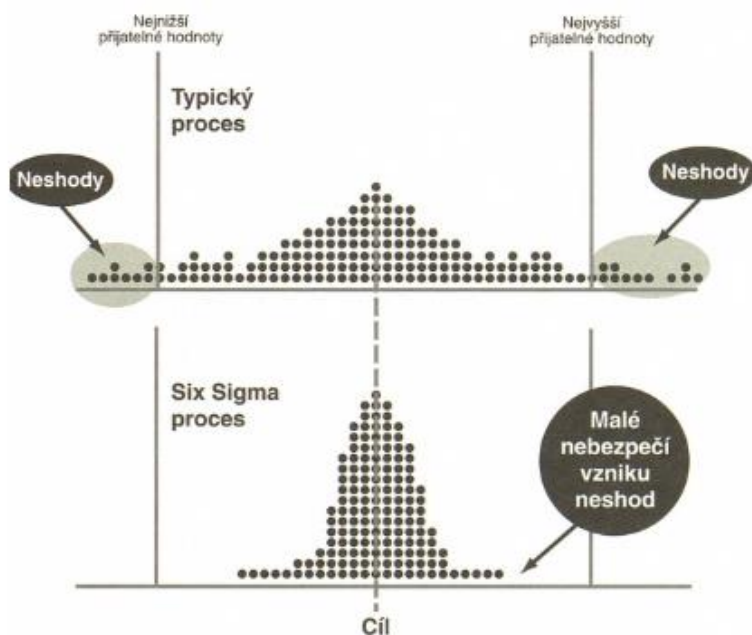 Nejnižší
přijatelné hodnoty
Nejvyšší
přijatelné hodnoty
Typický
proces
Neshody
Neshody
Six Sigma
proces
Malé
nebezpečí
vzniku
neshod
Cíl